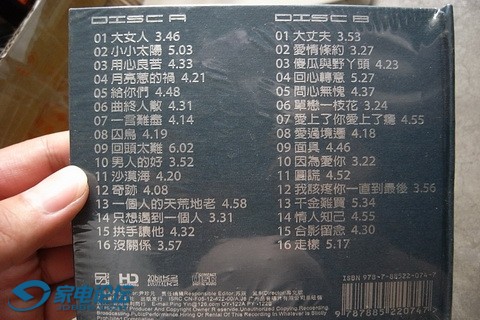 DISC A
01 大女人 3.46
02 小小太陽 5.03
03 用心良苦 4.33
04 月亮惹的禍 4.21
05 給你們 4.48
06 曲終人散 4.31
07 一言難盡 4.14
08 囚鳥 4.19
09 回頭太難 6.02
10 男人的好 3.52
11 沙漠海 4.20
12 奇跡 4.08
13 一個人的天荒地老 4.58
14 只想遇到一個人 3.31
15 拱手讓他 4.32
16 沒關係 3.57
DISC B
01 大丈夫 3.53
02 愛情條約 3.27
03 傻瓜與野丫頭 4.23
04 回心轉意 5.27
05 問心無愧 4.37
06 單戀一枝花 3.24
07 愛上了你愛上了癮 4.55
08 愛過境遷 4.18
09 面具 4.46
10 因為愛你 3.22
11 圓謊 4.52
12 我該疼你一直到最後 3.56
13 千金難買 5.34
14 情人知己 4.55
15 合影留念 4.30
16 走樣 5.17
HD
家电论坛